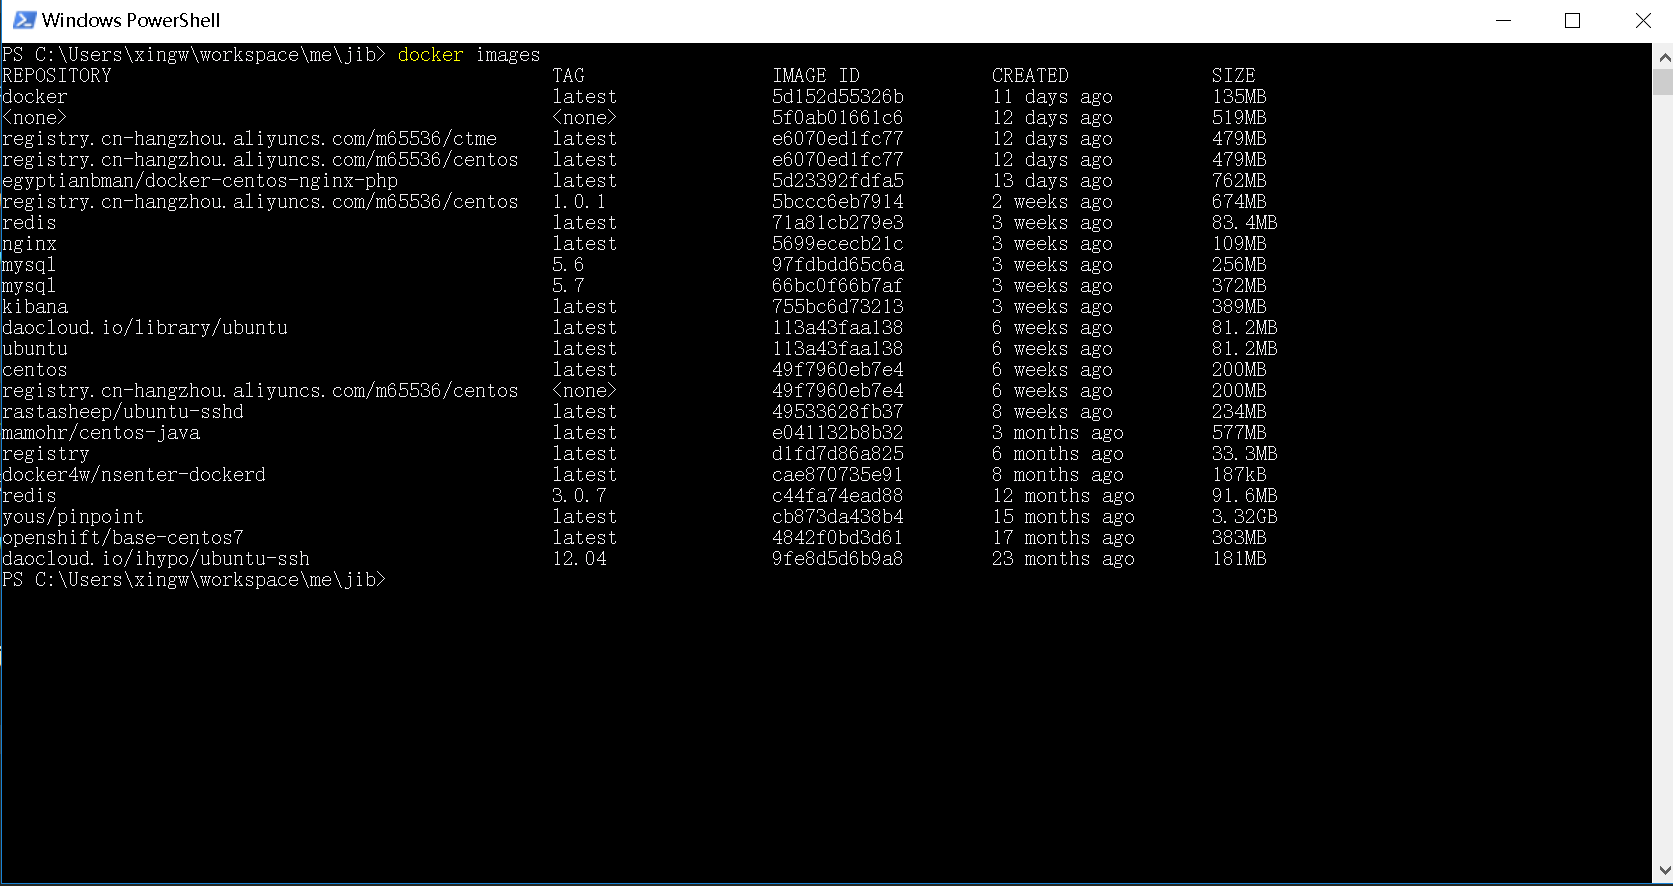 Windows PowerShell
PS C:\Users\xingw\workspace\me\jib> docker images
REPOSITORY TAG IMAGE ID CREATED SIZE
docker latest 5d152d55326b 11 days ago 135MB
<none> <none> 5f0ab01661c6 12 days ago 519MB
registry.cn-hangzhou.aliyuncs.com/m65536/ctme latest e6070ed1fc77 12 days ago 479MB
registry.cn-hangzhou.aliyuncs.com/m65536/centos latest e6070ed1fc77 12 days ago 479MB
egyptianbman/docker-centos-nginx-php latest 5d23392fdfa5 13 days ago 762MB
registry.cn-hangzhou.aliyuncs.com/m65536/centos 1.0.1 5bccc6eb7914 2 weeks ago 674MB
redis latest 71a81cb279e3 3 weeks ago 83.4MB
nginx latest 5699ececb21c 3 weeks ago 109MB
mysql 5.6 97fdbdd65c6a 3 weeks ago 256MB
mysql 5.7 66bc0f66b7af 3 weeks ago 372MB
kibana latest 755bc6d73213 3 weeks ago 389MB
daocloud.io/library/ubuntu latest 113a43faa138 6 weeks ago 81.2MB
ubuntu latest 113a43faa138 6 weeks ago 81.2MB
centos latest 49f7960eb7e4 6 weeks ago 200MB
registry.cn-hangzhou.aliyuncs.com/m65536/centos <none> 49f7960eb7e4 6 weeks ago 200MB
rastasheep/ubuntu-sshd latest 49533628fb37 8 weeks ago 234MB
mamohr/centos-java latest e041132b8b32 3 months ago 577MB
registry latest d1fd7d86a825 6 months ago 33.3MB
docker4w/nsenter-dockerd latest cae870735e91 8 months ago 187kB
redis 3.0.7 c44fa74ead88 12 months ago 91.6MB
yous/pinpoint latest cb873da438b4 15 months ago 3.32GB
openshift/base-centos7 latest 4842f0bd3d61 17 months ago 383MB
daocloud.io/ihypo/ubuntu-ssh 12.04 9fe8d5d6b9a8 23 months ago 181MB
PS C:\Users\xingw\workspace\me\jib>